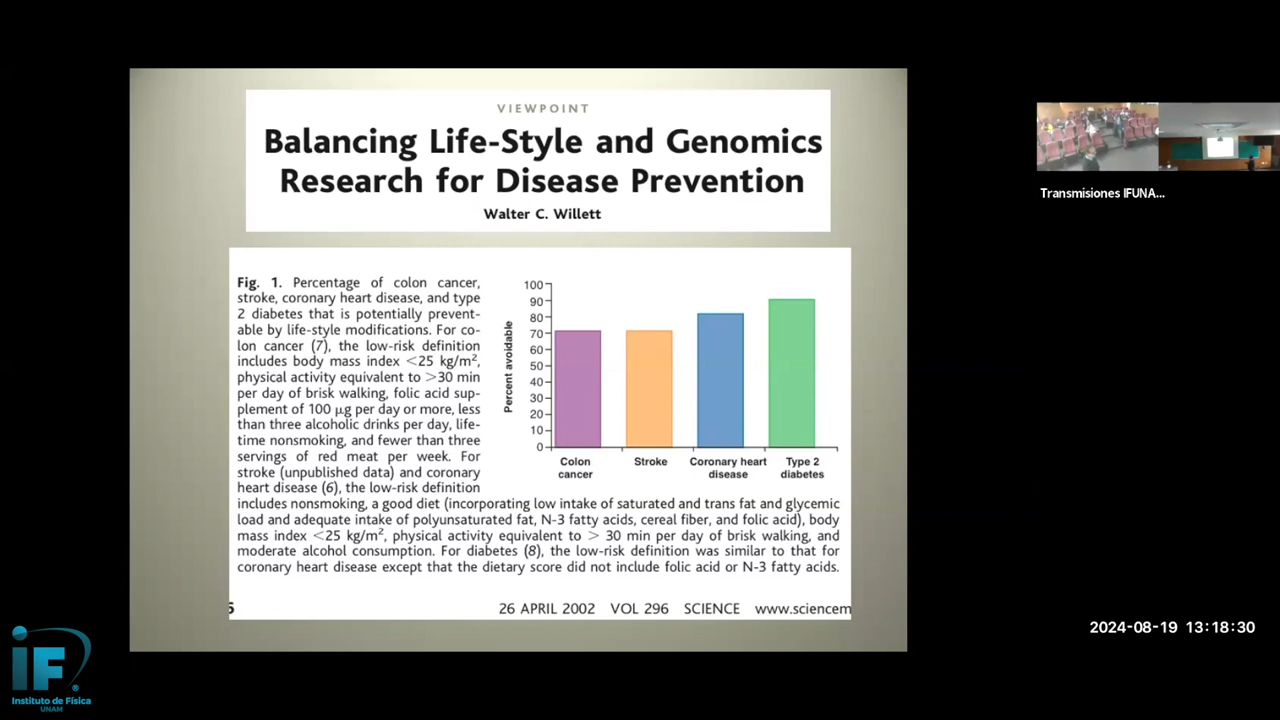 VIEWPOINT
Balancing Life-Style and Genomics
Research for Disease Prevention
Walter C. Willett
Fig. 1. Percentage of colon cancer,
stroke, coronary heart disease, and type
2 diabetes that is potentially prevent-
able by life-style modifications. For co-
lon cancer (7), the low-risk definition
includes body mass index <25 kg/m², 
physical activity equivalent to >30 min
per day of brisk walking, folic acid sup-
plement of 100 μg per day or more, less
than three alcoholic drinks per day, life-
time nonsmoking, and fewer than three
servings of red meat per week. For
stroke (unpublished data) and coronary
heart disease (6), the low-risk definition
includes nonsmoking, a good diet (incorporating low intake of saturated and trans fat and glycemic
load and adequate intake of polyunsaturated fat, N-3 fatty acids, cereal fiber, and folic acid), body
mass index <25 kg/m², physical activity equivalent to > 30 min per day of brisk walking, and
moderate alcohol consumption. For diabetes (8), the low-risk definition was similar to that for
coronary heart disease except that the dietary score did not include folic acid or N-3 fatty acids.
Percent avoidable
100
90
80
70
60
50
40
30
20
10
0
Colon cancer
Stroke
Coronary heart disease
Type 2 diabetes
26 APRIL 2002 VOL 296 SCIENCE www.sciencem
Transmisiones IFUNA...
2024-08-19 13:18:30
iF
Instituto de Física
UNAM